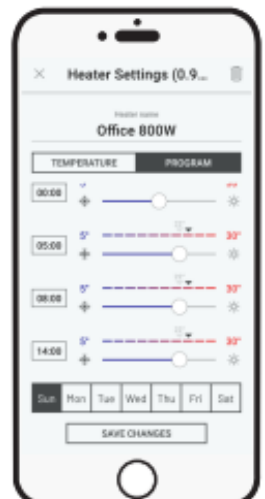 × Heater Settings (0.9...
Heater name
Office 800W
TEMPERATURE PROGRAM
00:00
05:00 5° 30°
08:00 5° 30°
14:00 5° 30°
Sun Mon Tue Wed Thu Fri Sat
SAVE CHANGES